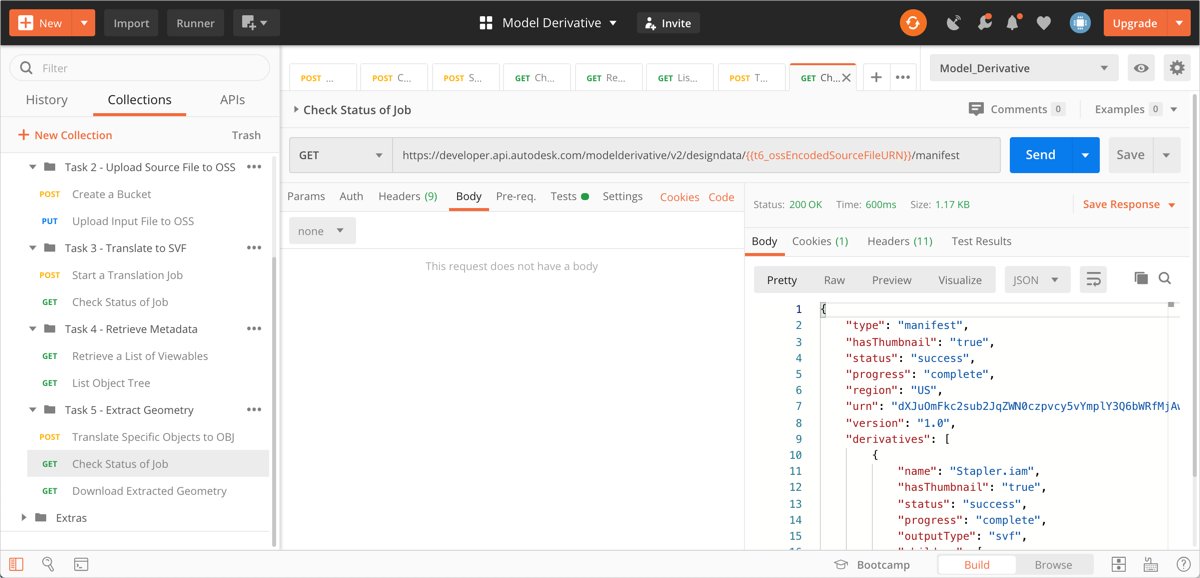 New
Import
Runner
Model Derivative
Invite
Upgrade
Filter
History
Collections
APIs
New Collection
Trash
Task 2 - Upload Source File to OSS
POST Create a Bucket
PUT Upload Input File to OSS
Task 3 - Translate to SVF
POST Start a Translation Job
GET Check Status of Job
Task 4 - Retrieve Metadata
GET Retrieve a List of Viewables
GET List Object Tree
Task 5 - Extract Geometry
POST Translate Specific Objects to OBJ
GET Check Status of Job
GET Download Extracted Geometry
Extras
POST ...
POST C...
POST S...
GET Ch...
GET Re...
GET Lis...
POST T...
GET Ch...
Model_Derivative
Check Status of Job
Comments 0
Examples 0
GET
https://developer.api.autodesk.com/modelderivative/v2/designdata/{{t6_ossEncodedSourceFileURN}}/manifest
Send
Save
Params Auth Headers (9) Body Pre-req. Tests Settings Cookies Code
none
This request does not have a body
Status: 200 OK Time: 600ms Size: 1.17 KB Save Response
Body Cookies (1) Headers (11) Test Results
Pretty Raw Preview Visualize JSON
1 {
2 "type": "manifest",
3 "hasThumbnail": "true",
4 "status": "success",
5 "progress": "complete",
6 "region": "US",
7 "urn": "dXJuOmFkc2sub2JqZWN0czpvcy5vYmplY3Q6bWRfMjAw
8 "version": "1.0",
9 "derivatives": [
10 {
11 "name": "Stapler.iam",
12 "hasThumbnail": "true",
13 "status": "success",
14 "progress": "complete",
15 "outputType": "svf",
Bootcamp
Build
Browse